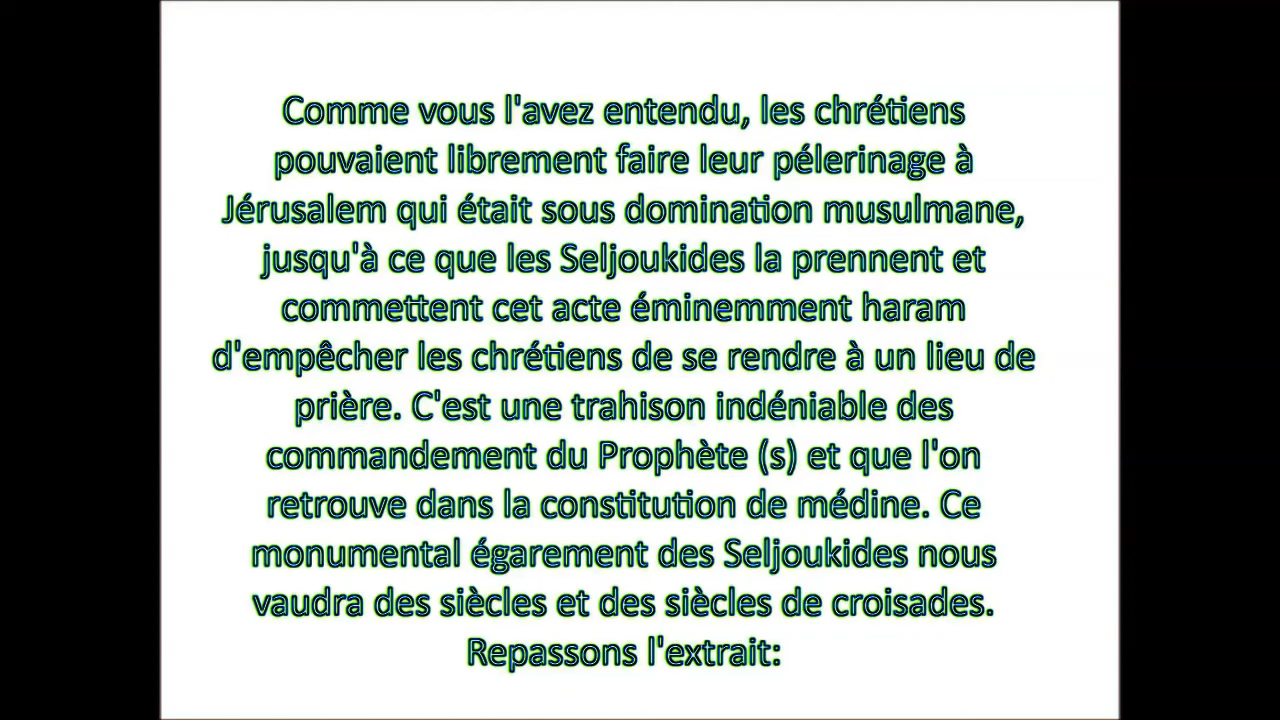 Comme vous l'avez entendu, les chrétiens
pouvaient librement faire leur pélerinage à
Jérusalem qui était sous domination musulmane,
jusqu'à ce que les Seljoukides la prennent et
commettent cet acte éminemment haram
d'empêcher les chrétiens de se rendre à un lieu de
prière. C'est une trahison indéniable des
commandement du Prophète (s) et que l'on
retrouve dans la constitution de médine. Ce
monumental égarement des Seljoukides nous
vaudra des siècles et des siècles de croisades.
Repassons l'extrait: